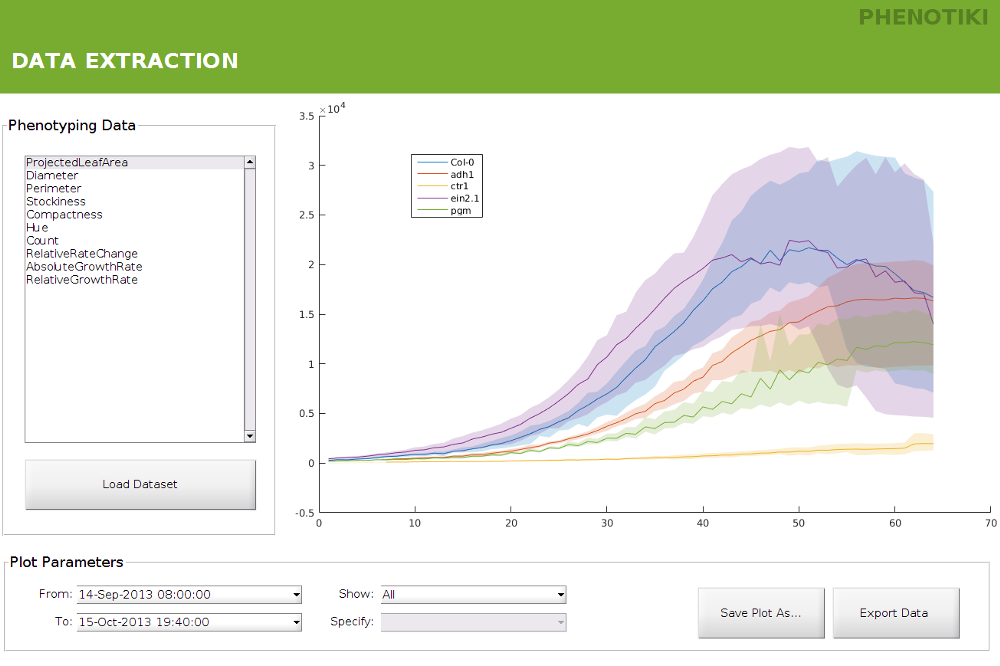 PHENOTIKI
DATA EXTRACTION
Phenotyping Data
ProjectedLeafArea
Diameter
Perimeter
Stockiness
Compactness
Hue
Count
RelativeRateChange
AbsoluteGrowthRate
RelativeGrowthRate
Load Dataset
×10^4
3.5
3
2.5
2
1.5
1
0.5
0
-0.5
0 10 20 30 40 50 60 70
Col-0
adh1
ctr1
ein2.1
pgm
Plot Parameters
From: 14-Sep-2013 08:00:00
To: 15-Oct-2013 19:40:00
Show: All
Specify:
Save Plot As...
Export Data